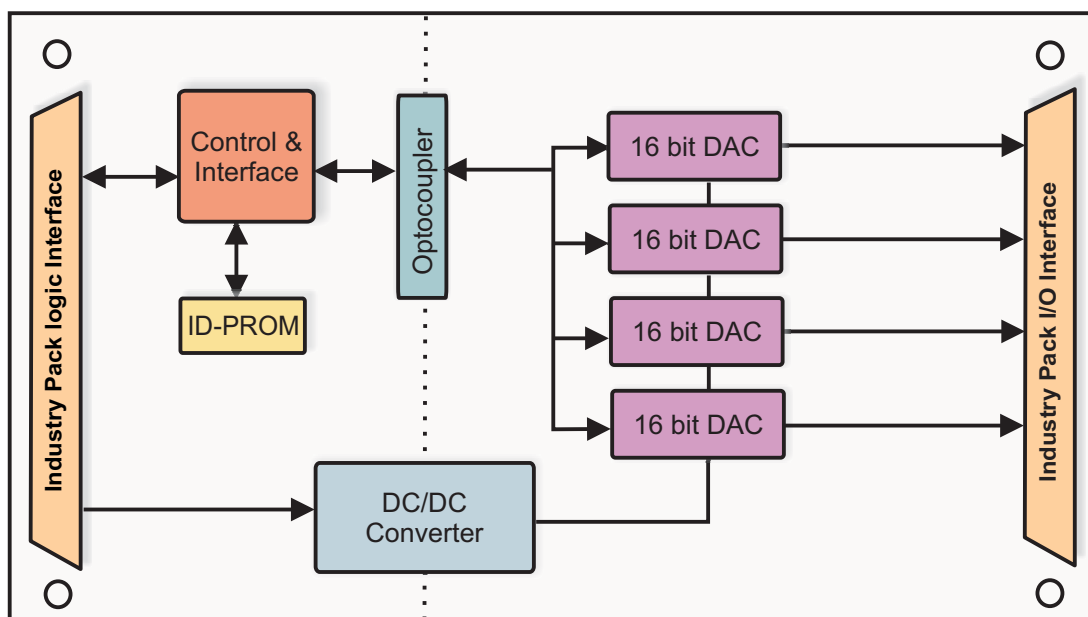 Industry Pack logic Interface
Control &
Interface
ID-PROM
Optocoupler
16 bit DAC
16 bit DAC
16 bit DAC
16 bit DAC
DC/DC
Converter
Industry Pack I/O Interface